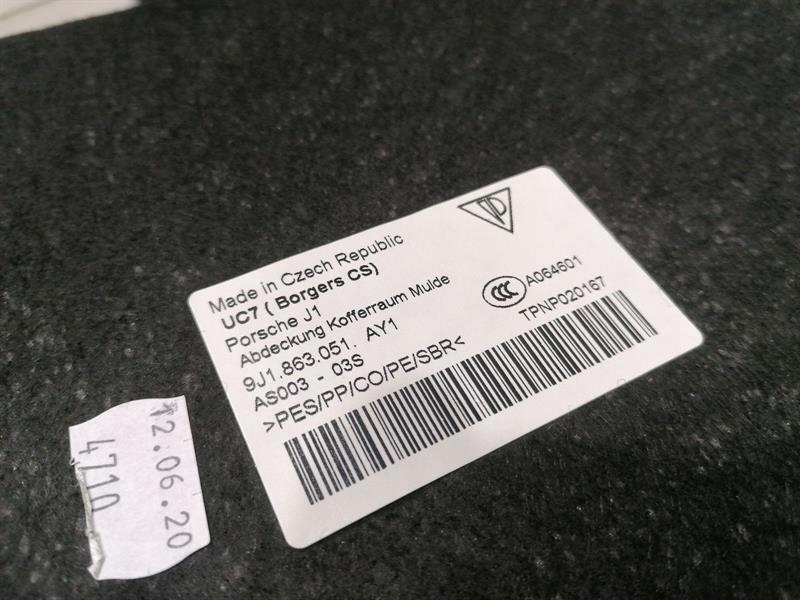 Made in Czech Republic
UC7 ( Borgers CS)
Porsche J1
Abdeckung Kofferraum Mulde
9J1.863.051. AY1
AS003 - 03S
>PES/PP/CO/PE/SBR<
CCC A064601
TPNP020167
12.06.20
4710